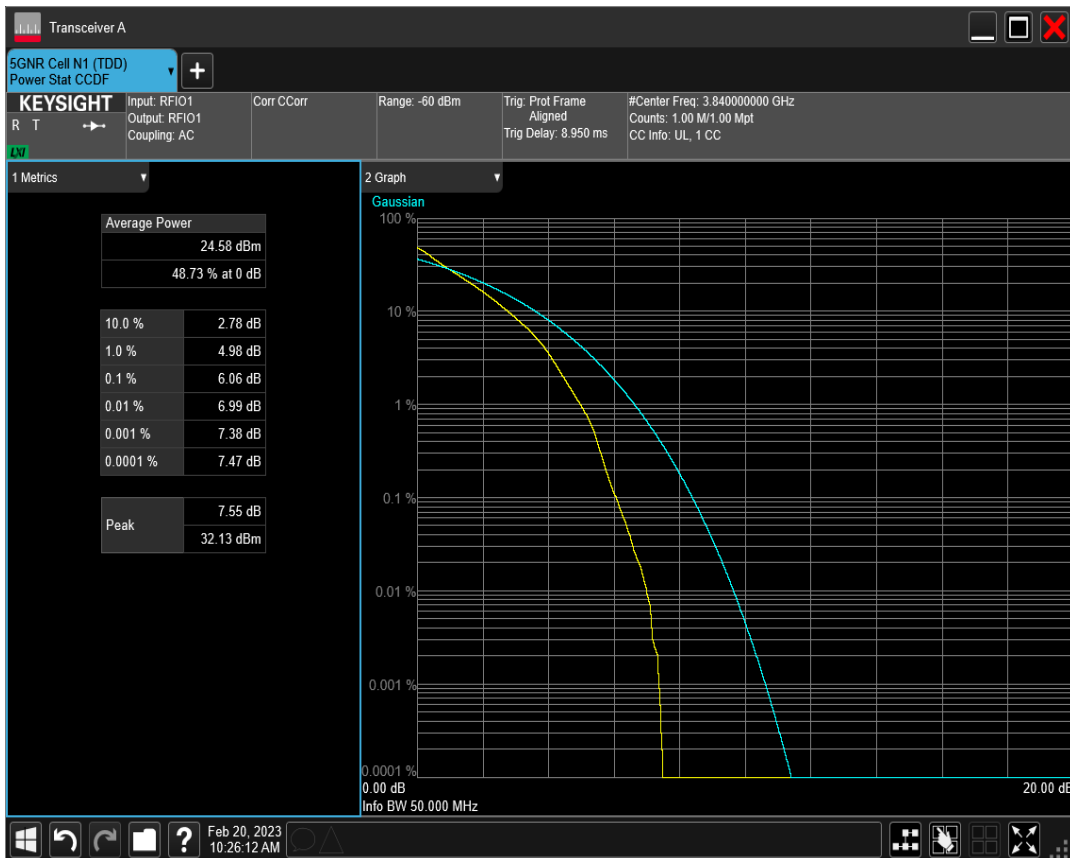 Transceiver A
5GNR Cell N1 (TDD)
Power Stat CCDF
KEYSIGHT
R T
LXI
Input: RFIO1
Output: RFIO1
Coupling: AC
Corr CCorr
Range: -60 dBm
Trig: Prot Frame
Aligned
Trig Delay: 8.950 ms
#Center Freq: 3.840000000 GHz
Counts: 1.00 M/1.00 Mpt
CC Info: UL, 1 CC
1 Metrics
Average Power
24.58 dBm
48.73 % at 0 dB
10.0 % 2.78 dB
1.0 % 4.98 dB
0.1 % 6.06 dB
0.01 % 6.99 dB
0.001 % 7.38 dB
0.0001 % 7.47 dB
Peak
7.55 dB
32.13 dBm
2 Graph
Gaussian
100 %
10 %
1 %
0.1 %
0.01 %
0.001 %
0.0001 %
0.00 dB
20.00 dB
Info BW 50.000 MHz
Feb 20, 2023
10:26:12 AM